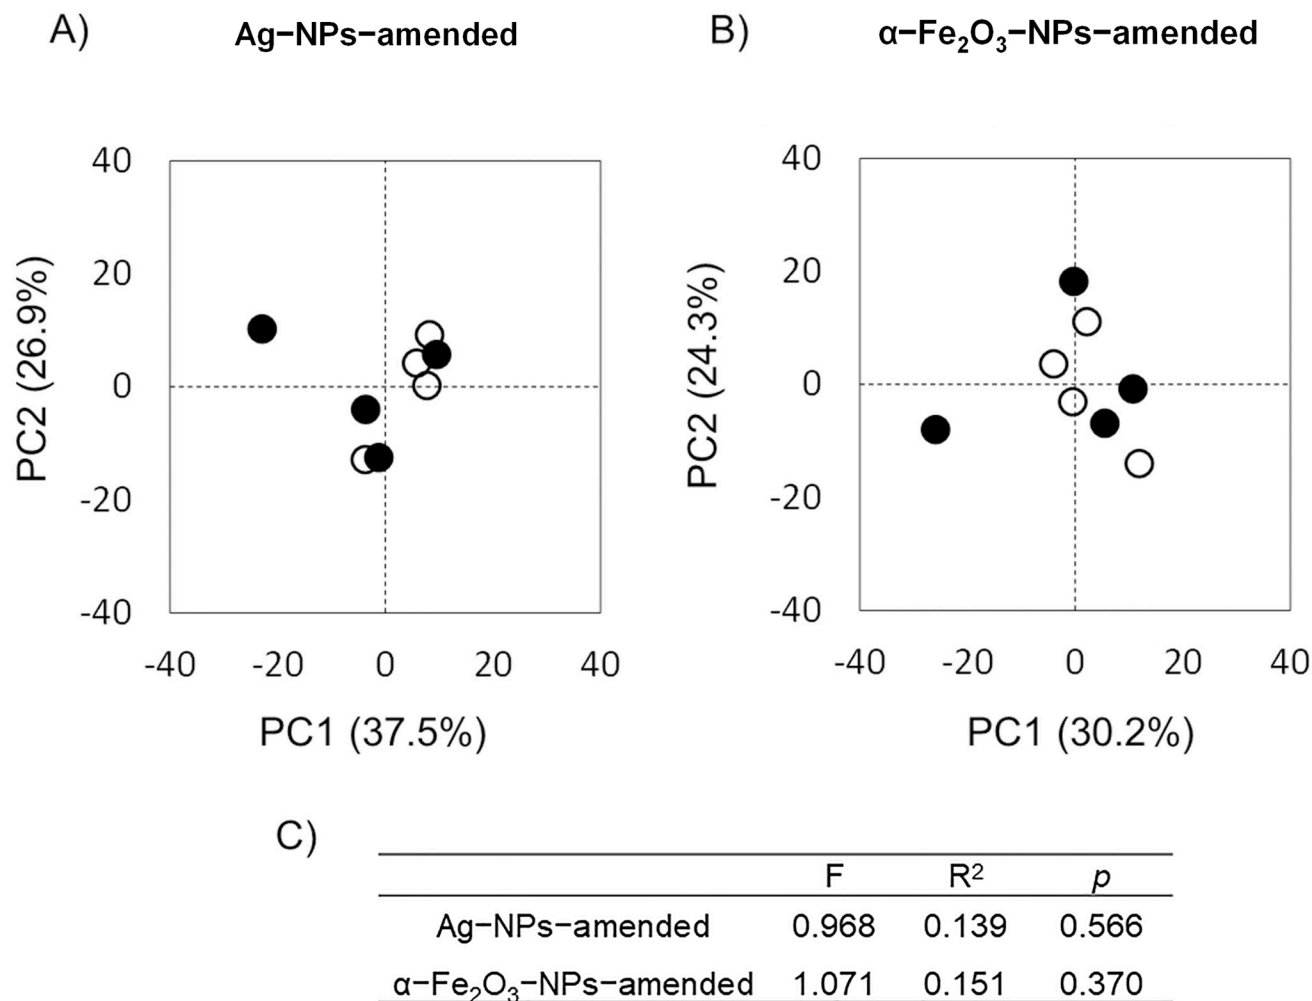 A) Ag−NPs−amended
B) α−Fe₂O₃−NPs−amended
40
20
0
-20
-40
-40 -20 0 20 40
PC2 (26.9%)
PC1 (37.5%)
40
20
0
-20
-40
-40 -20 0 20 40
PC2 (24.3%)
PC1 (30.2%)
C)
F R² p
Ag−NPs−amended 0.968 0.139 0.566
α−Fe₂O₃−NPs−amended 1.071 0.151 0.370